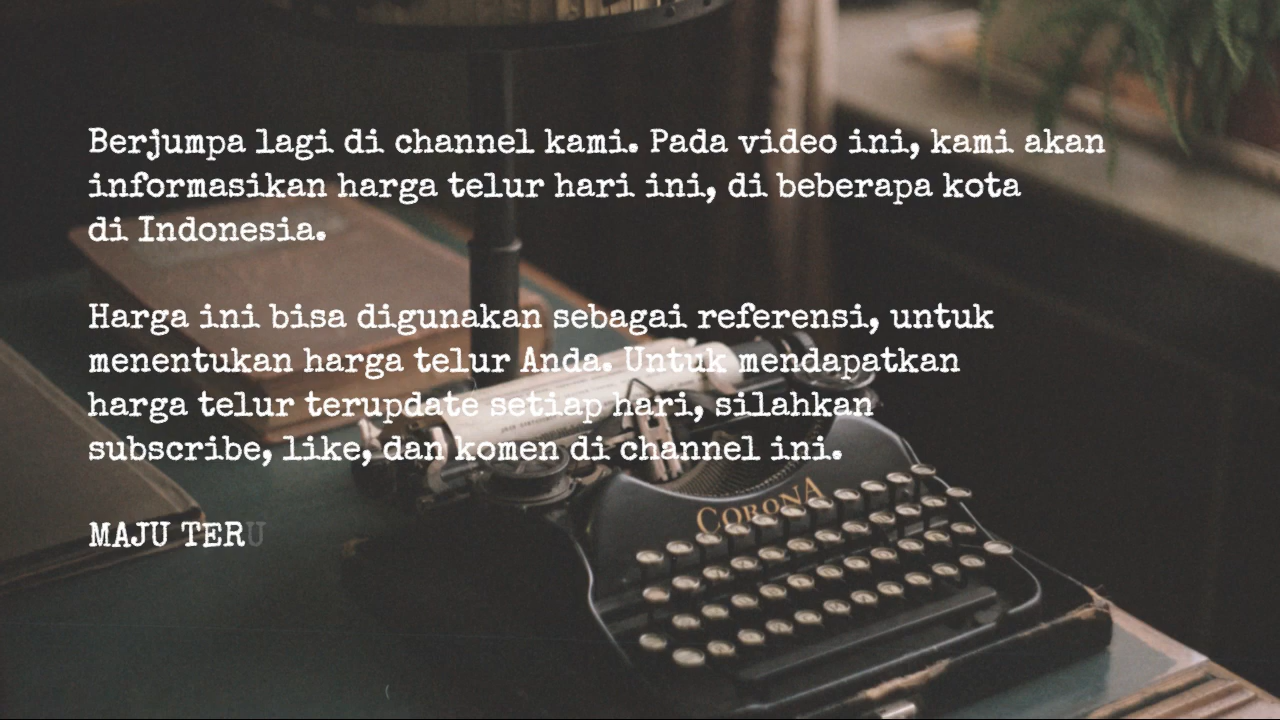 Berjumpa lagi di channel kami. Pada video ini, kami akan
informasikan harga telur hari ini, di beberapa kota
di Indonesia.
Harga ini bisa digunakan sebagai referensi, untuk
menentukan harga telur Anda. Untuk mendapatkan
harga telur terupdate setiap hari, silahkan
subscribe, like, dan komen di channel ini.
MAJU TERU
CORONA